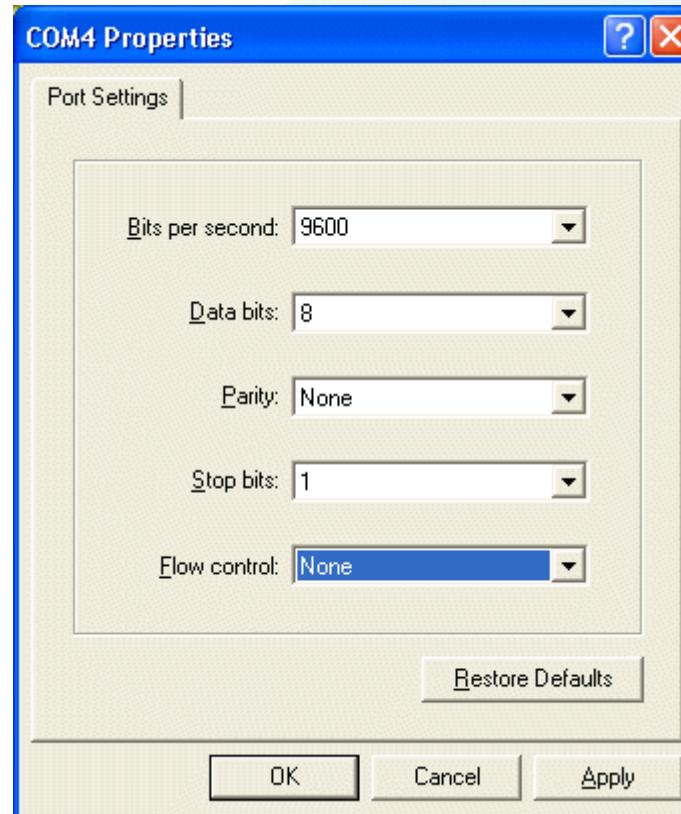 COM4 Properties
Port Settings
Bits per second: 9600
Data bits: 8
Parity: None
Stop bits: 1
Flow control: None
Restore Defaults
OK Cancel Apply